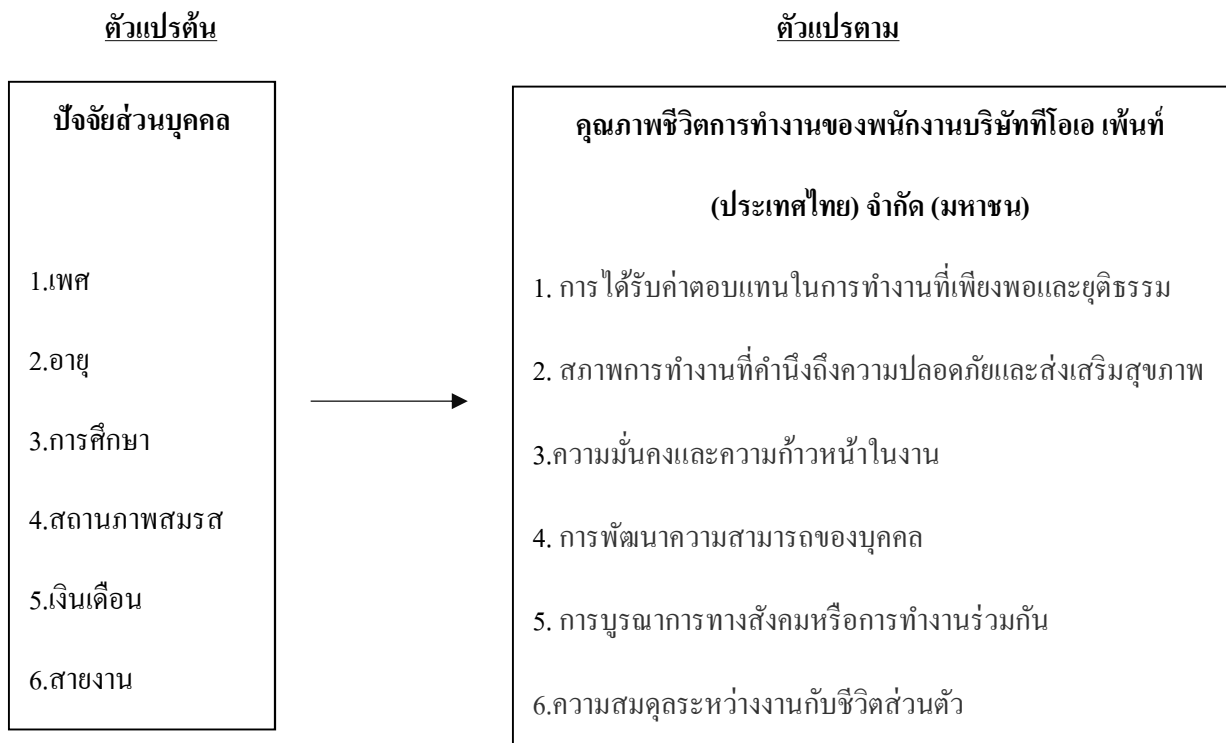 ตัวแปรต้น
ตัวแปรตาม
ปัจจัยส่วนบุคคล
1.เพศ
2.อายุ
3.การศึกษา
4.สถานภาพสมรส
5.เงินเดือน
6.สายงาน
คุณภาพชีวิตการทำงานของพนักงานบริษัททีโอเอ เพ้นท์
(ประเทศไทย) จำกัด (มหาชน)
1. การได้รับค่าตอบแทนในการทำงานที่เพียงพอและยุติธรรม
2. สภาพการทำงานที่คำนึงถึงความปลอดภัยและส่งเสริมสุขภาพ
3.ความมั่นคงและความก้าวหน้าในงาน
4. การพัฒนาความสามารถของบุคคล
5. การบูรณาการทางสังคมหรือการทำงานร่วมกัน
6.ความสมดุลระหว่างงานกับชีวิตส่วนตัว